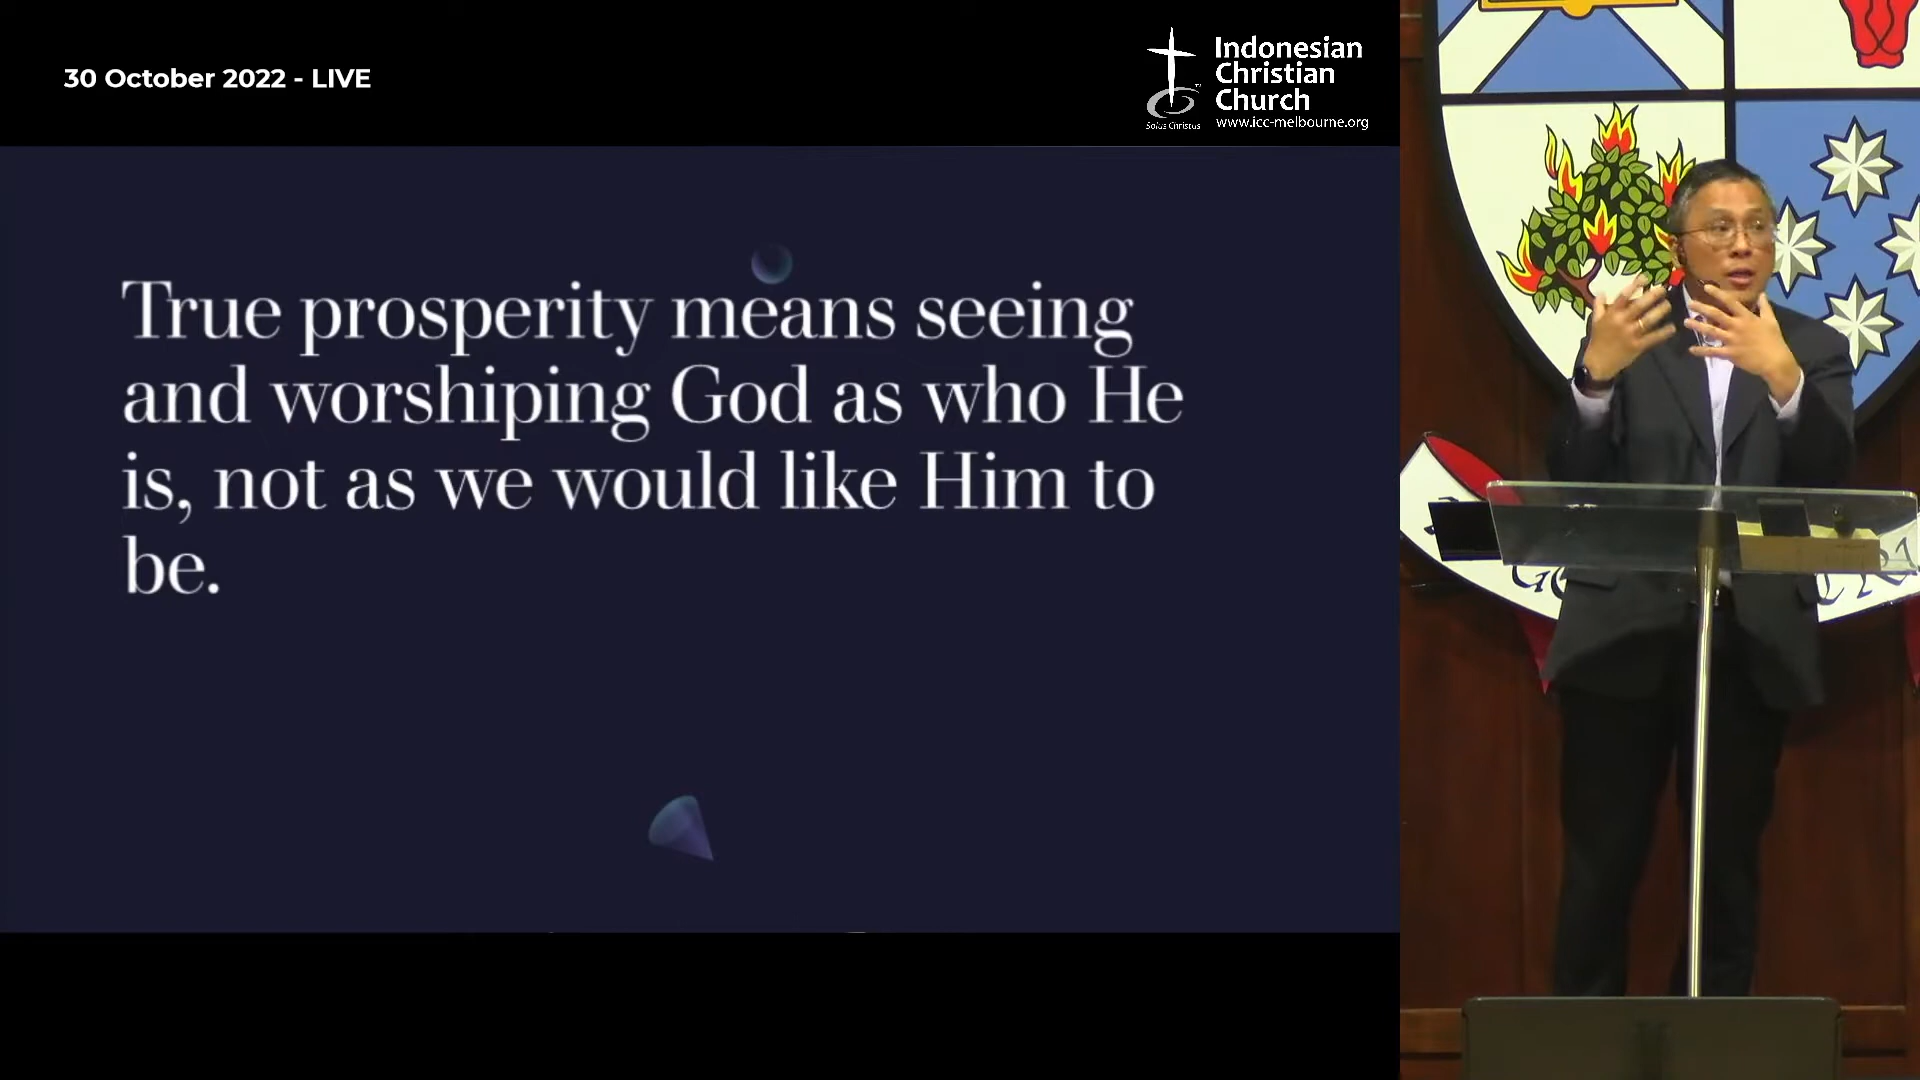 30 October 2022 - LIVE
Indonesian
Christian
Church
Solus Christus
www.icc-melbourne.org
True prosperity means seeing
and worshiping God as who He
is, not as we would like Him to
be.